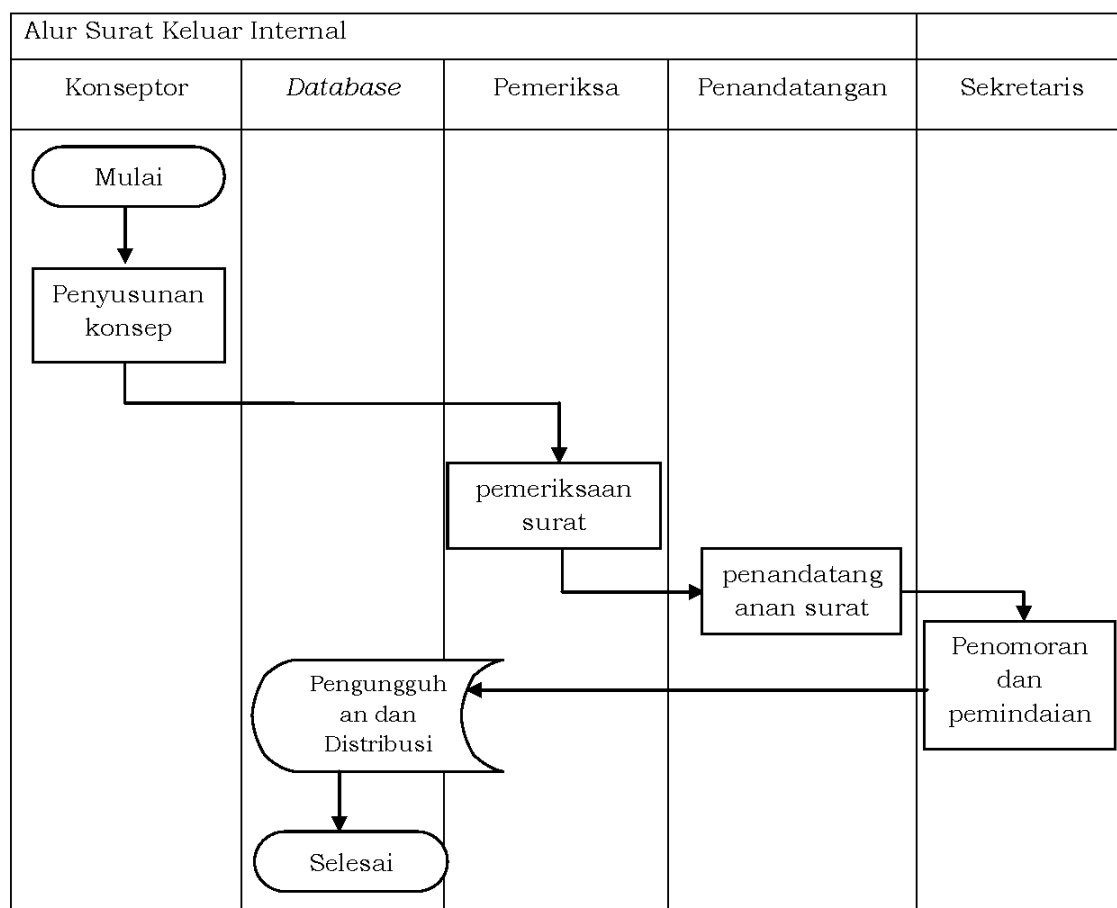 Alur Surat Keluar Internal
Konseptor
Database
Pemeriksa
Penandatangan
Sekretaris
Mulai
Penyusunan
konsep
pemeriksaan
surat
penandatang
anan surat
Penomoran
dan
pemindaian
Pengungguh
an dan
Distribusi
Selesai